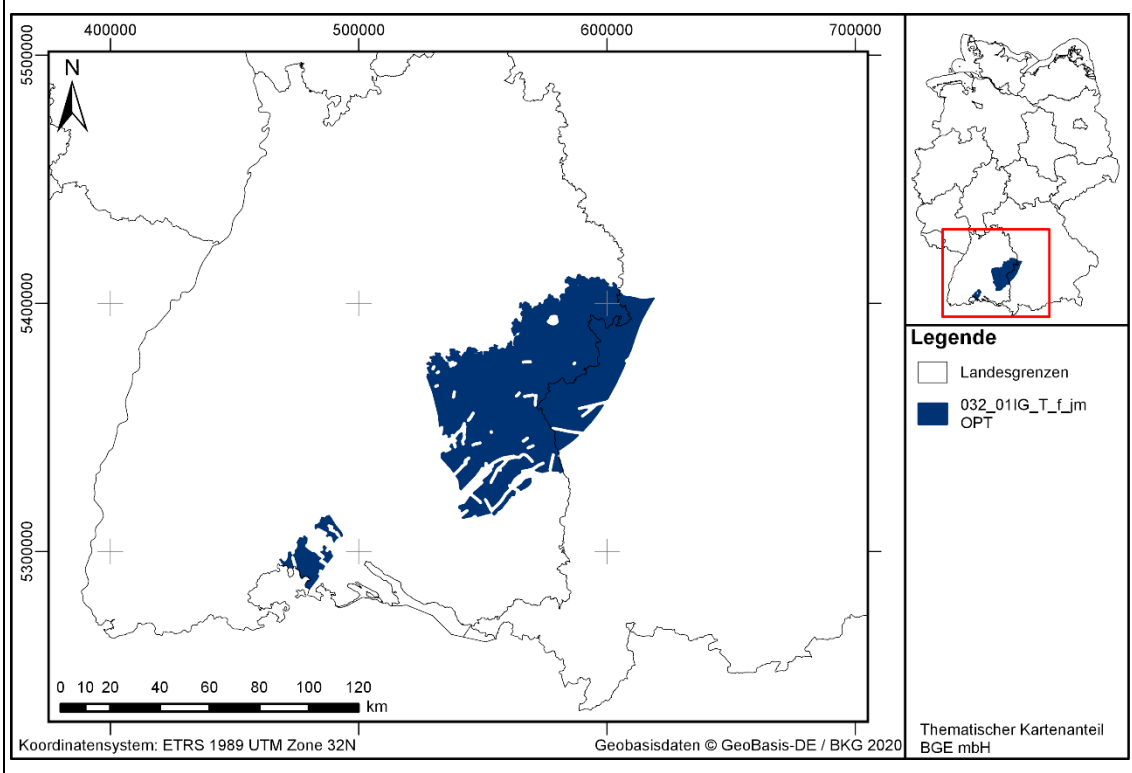 400000 500000 600000 700000
5500000
N
5400000
5300000
0 10 20 40 60 80 100 120
km
Koordinatensystem: ETRS 1989 UTM Zone 32N
Geobasisdaten © GeoBasis-DE / BKG 2020
Legende
Landesgrenzen
032_01IG_T_f_jm
OPT
Thematischer Kartenanteil
BGE mbH